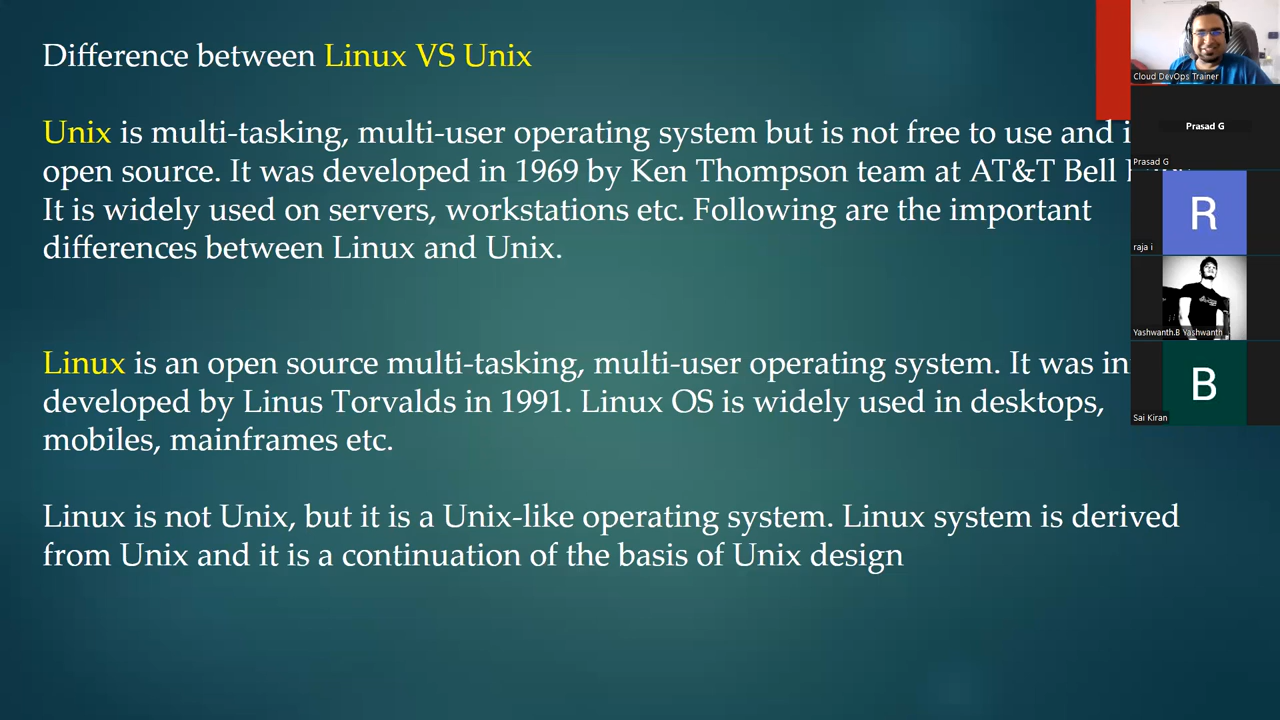 Difference between Linux VS Unix
Unix is multi-tasking, multi-user operating system but is not free to use and
open source. It was developed in 1969 by Ken Thompson team at AT&T Bell
It is widely used on servers, workstations etc. Following are the important
differences between Linux and Unix.
Linux is an open source multi-tasking, multi-user operating system. It was
developed by Linus Torvalds in 1991. Linux OS is widely used in desktops,
mobiles, mainframes etc.
Linux is not Unix, but it is a Unix-like operating system. Linux system is derived
from Unix and it is a continuation of the basis of Unix design
Cloud DevOps Trainer
Prasad G
Prasad G
R
raja i
Yashwanth.B Yashwanth
B
Sai Kiran